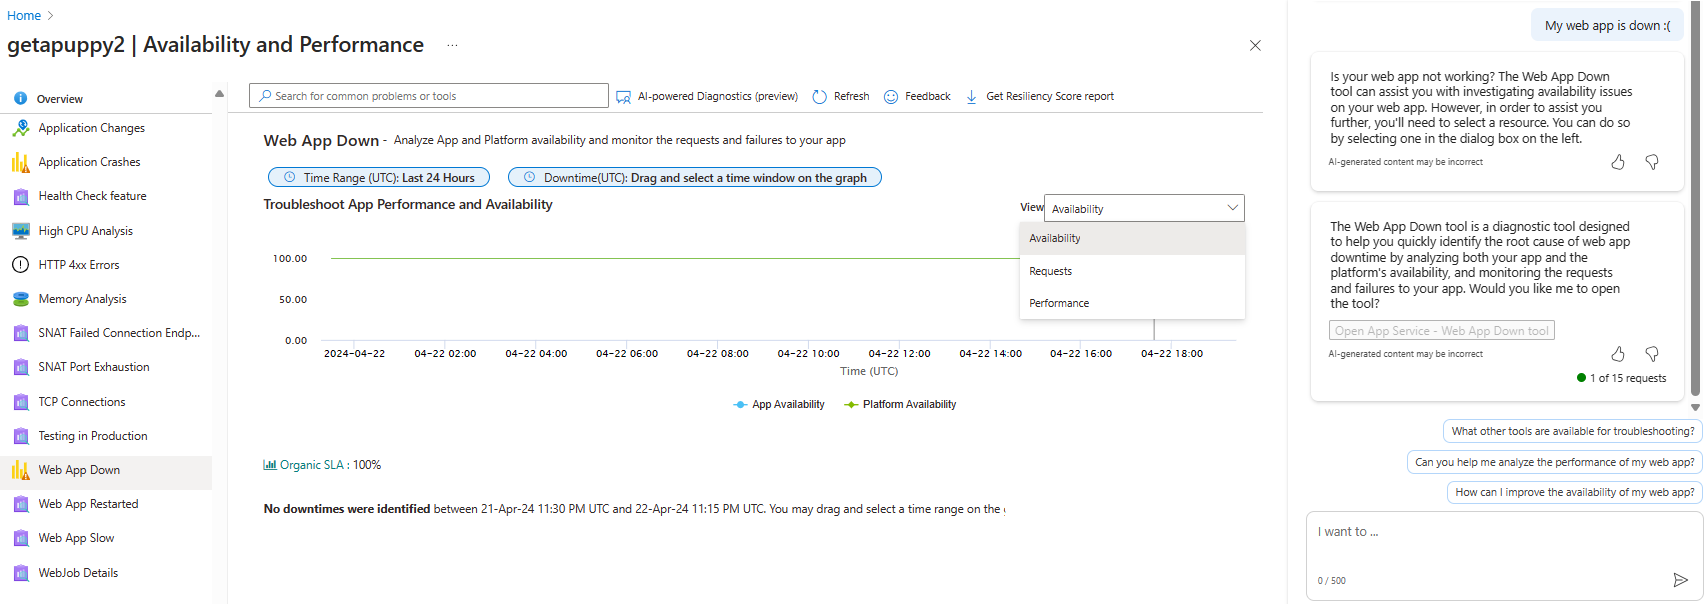 Home
getapuppy2 | Availability and Performance
...
Overview
Application Changes
Application Crashes
Health Check feature
High CPU Analysis
HTTP 4xx Errors
Memory Analysis
SNAT Failed Connection Endp...
SNAT Port Exhaustion
TCP Connections
Testing in Production
Web App Down
Web App Restarted
Web App Slow
WebJob Details
Search for common problems or tools
AI-powered Diagnostics (preview)
Refresh
Feedback
Get Resiliency Score report
Web App Down - Analyze App and Platform availability and monitor the requests and failures to your app
Time Range (UTC): Last 24 Hours
Downtime(UTC): Drag and select a time window on the graph
Troubleshoot App Performance and Availability
View
Availability
Availability
Requests
Performance
100.00
50.00
0.00
2024-04-22
04-22 02:00
04-22 04:00
04-22 06:00
04-22 08:00
04-22 10:00
04-22 12:00
04-22 14:00
04-22 16:00
04-22 18:00
Time (UTC)
App Availability
Platform Availability
Organic SLA : 100%
No downtimes were identified between 21-Apr-24 11:30 PM UTC and 22-Apr-24 11:15 PM UTC. You may drag and select a time range on the
My web app is down :(
Is your web app not working? The Web App Down
tool can assist you with investigating availability issues
on your web app. However, in order to assist you
further, you'll need to select a resource. You can do so
by selecting one in the dialog box on the left.
AI-generated content may be incorrect
The Web App Down tool is a diagnostic tool designed
to help you quickly identify the root cause of web app
downtime by analyzing both your app and the
platform's availability, and monitoring the requests
and failures to your app. Would you like me to open
the tool?
Open App Service - Web App Down tool
AI-generated content may be incorrect
1 of 15 requests
What other tools are available for troubleshooting?
Can you help me analyze the performance of my web app?
How can I improve the availability of my web app?
I want to ...
0 / 500